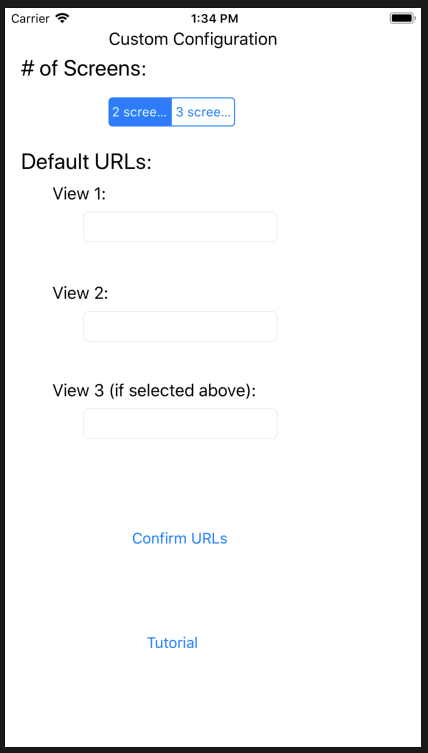 Carrier 1:34 PM
Custom Configuration
# of Screens:
2 scree... 3 scree...
Default URLs:
View 1:
View 2:
View 3 (if selected above):
Confirm URLs
Tutorial